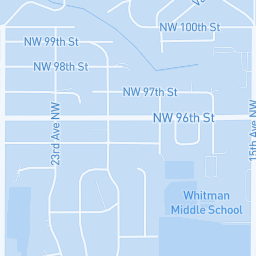 NW 100th St
NW 99th St
NW 98th St
NW 97th St
NW 96th St
23rd Ave NW
15th Ave NW
Whitman
Middle School